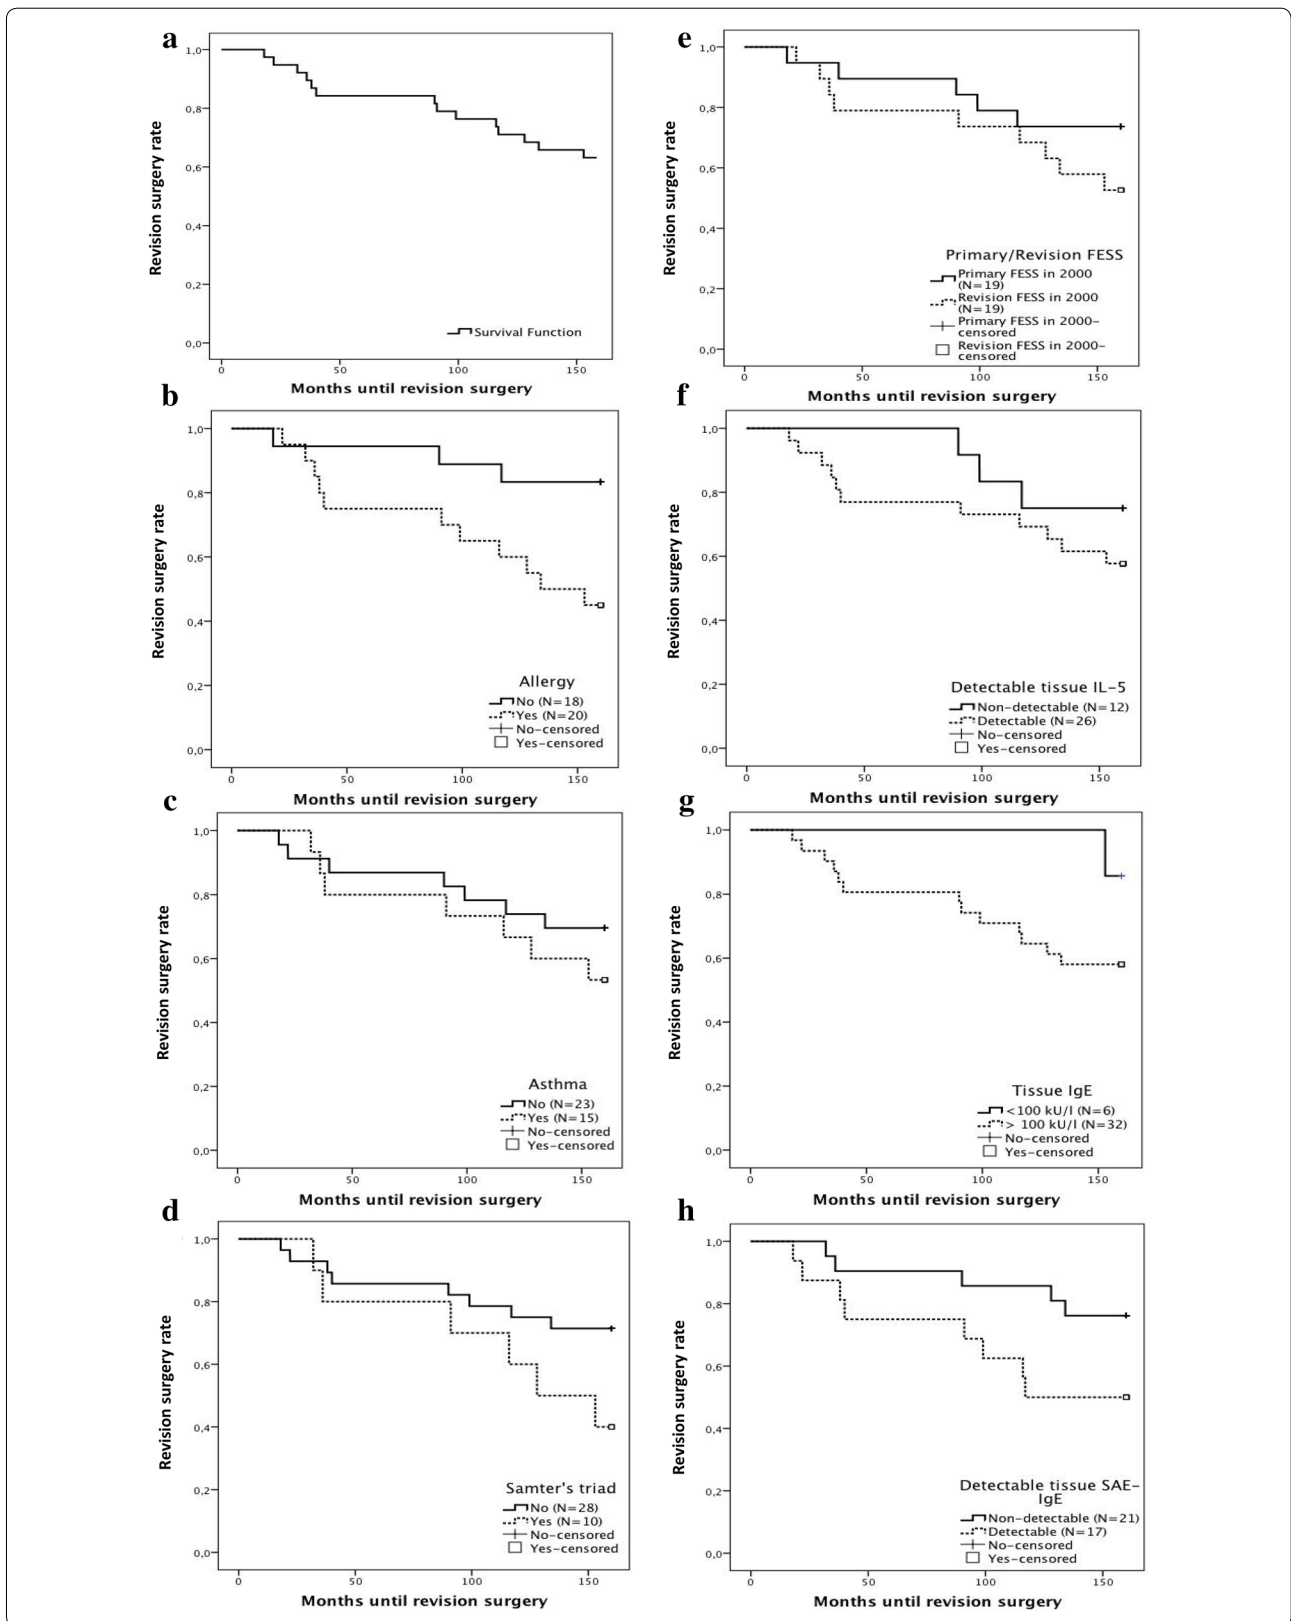 a
1,0
0,8
0,6
0,4
0,2
0,0
Revision surgery rate
Survival Function
0 50 100 150
Months until revision surgery
b
1,0
0,8
0,6
0,4
0,2
0,0
Revision surgery rate
Allergy
No (N=18)
Yes (N=20)
No-censored
Yes-censored
0 50 100 150
Months until revision surgery
c
1,0
0,8
0,6
0,4
0,2
0,0
Revision surgery rate
Asthma
No (N=23)
Yes (N=15)
No-censored
Yes-censored
0 50 100 150
Months until revision surgery
d
1,0
0,8
0,6
0,4
0,2
0,0
Revision surgery rate
Samter's triad
No (N=28)
Yes (N=10)
No-censored
Yes-censored
0 50 100 150
Months until revision surgery
e
1,0
0,8
0,6
0,4
0,2
0,0
Revision surgery rate
Primary/Revision FESS
Primary FESS in 2000
(N=19)
Revision FESS in 2000
(N=19)
Primary FESS in 2000-
censored
Revision FESS in 2000-
censored
0 50 100 150
Months until revision surgery
f
1,0
0,8
0,6
0,4
0,2
0,0
Revision surgery rate
Detectable tissue IL-5
Non-detectable (N=12)
Detectable (N=26)
No-censored
Yes-censored
0 50 100 150
Months until revision surgery
g
1,0
0,8
0,6
0,4
0,2
0,0
Revision surgery rate
Tissue IgE
<100 kU/l (N=6)
> 100 kU/l (N=32)
No-censored
Yes-censored
0 50 100 150
Months until revision surgery
h
1,0
0,8
0,6
0,4
0,2
0,0
Revision surgery rate
Detectable tissue SAE-
IgE
Non-detectable (N=21)
Detectable (N=17)
No-censored
Yes-censored
0 50 100 150
Months until revision surgery